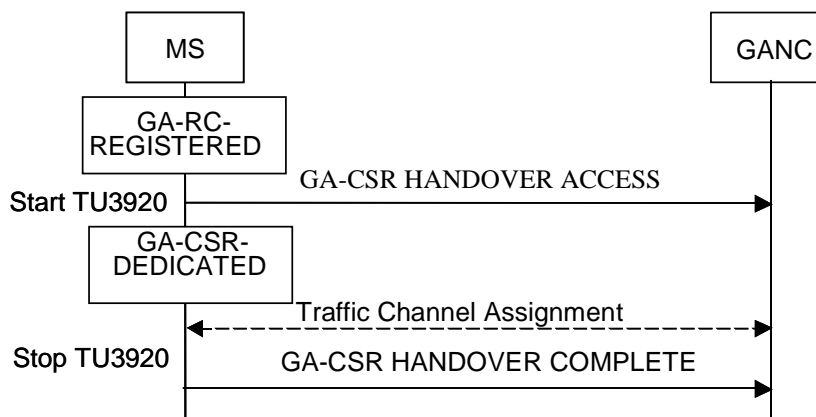 MS
GANC
GA-RC-
REGISTERED
GA-CSR HANDOVER ACCESS
Start TU3920
GA-CSR-
DEDICATED
Traffic Channel Assignment
Stop TU3920
GA-CSR HANDOVER COMPLETE